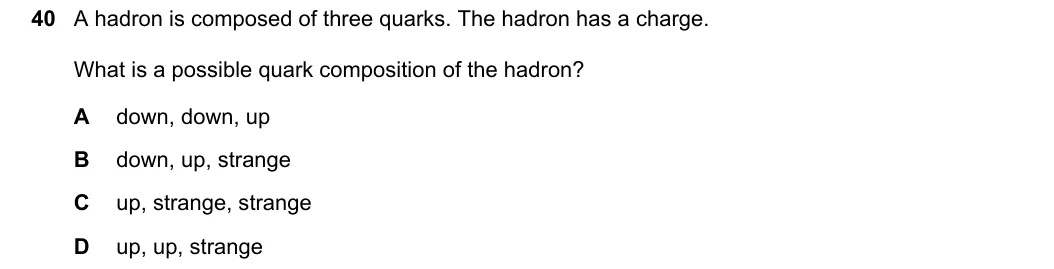 40 A hadron is composed of three quarks. The hadron has a charge.
What is a possible quark composition of the hadron?
A down, down, up
B down, up, strange
C up, strange, strange
D up, up, strange